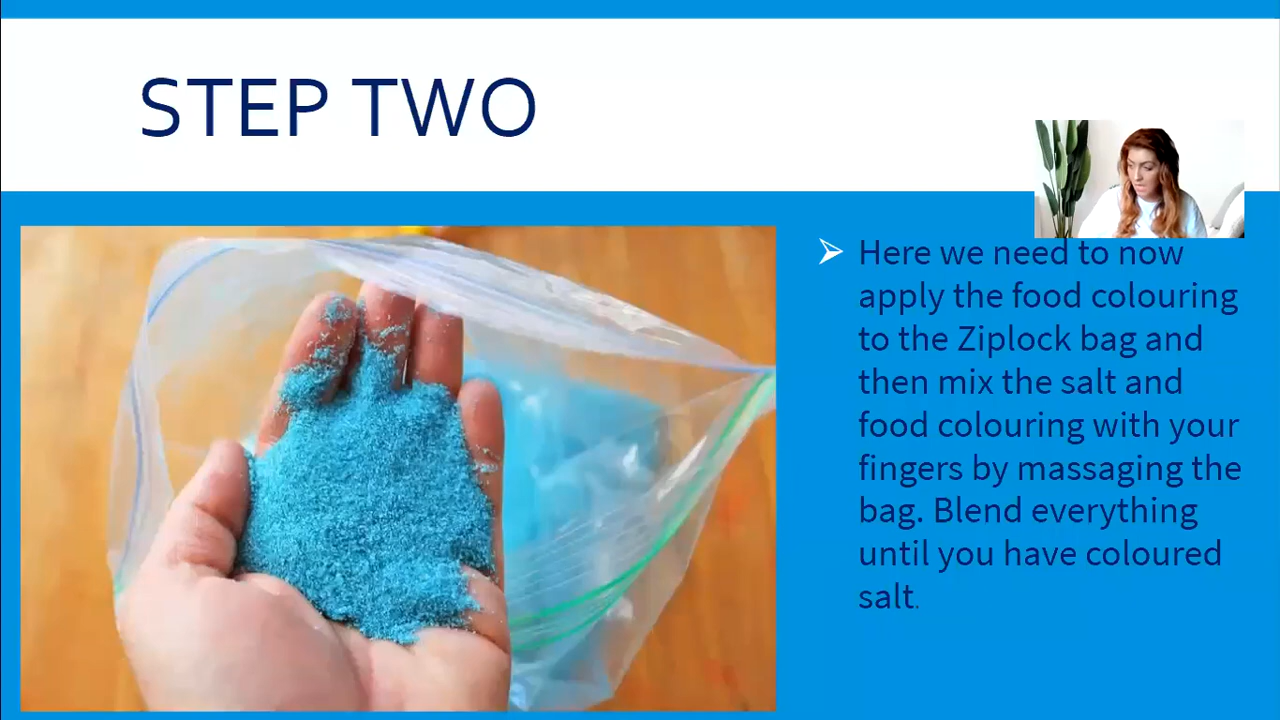 STEP TWO
Here we need to now
apply the food colouring
to the Ziplock bag and
then mix the salt and
food colouring with your
fingers by massaging the
bag. Blend everything
until you have coloured
salt.